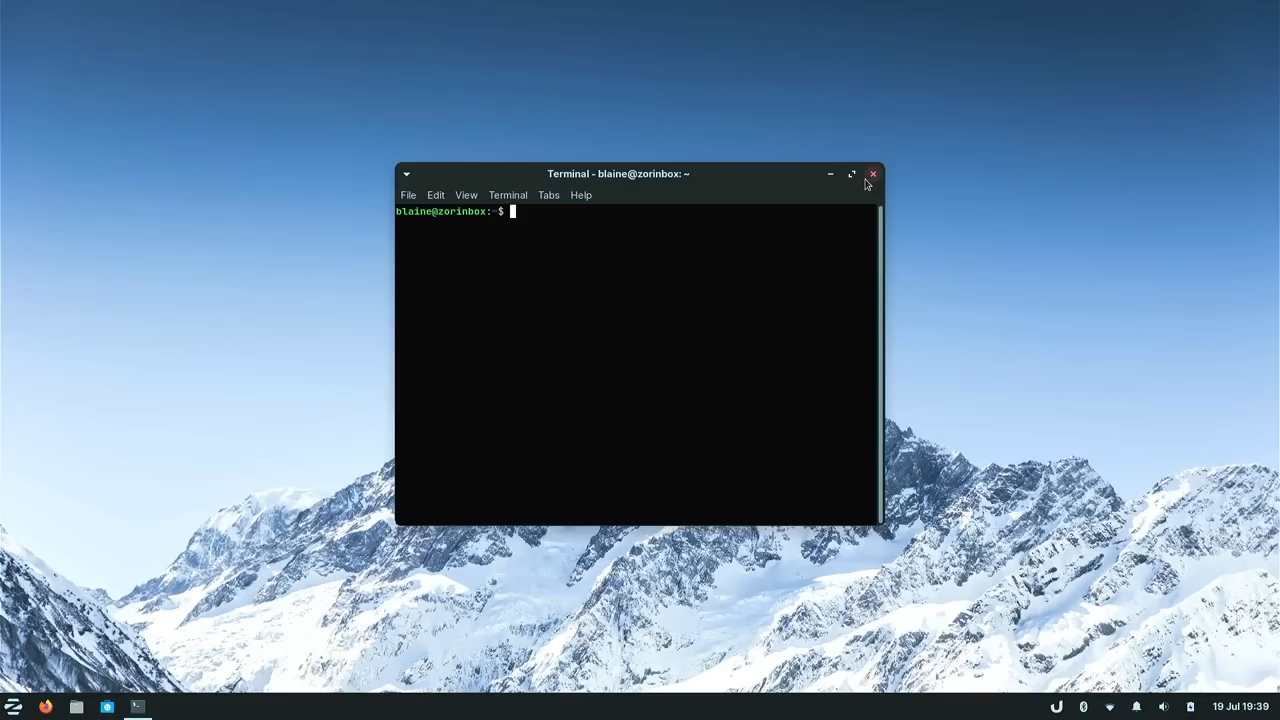 Terminal - blaine@zorinbox: ~
File Edit View Terminal Tabs Help
blaine@zorinbox:~$
19 Jul 19:39